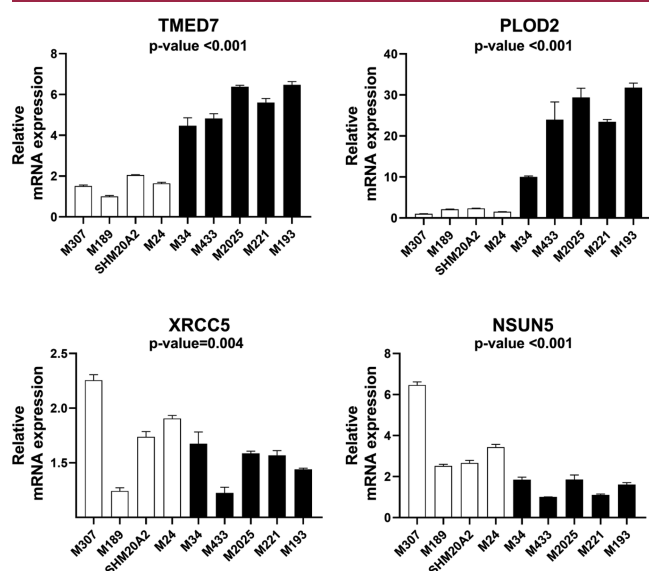 TMED7
p-value <0.001
Relative
mRNA expression
8
6
4
2
0
M307
M189
SHM20A2
M24
M34
M433
M2025
M221
M193
PLOD2
p-value <0.001
Relative
mRNA expression
40
30
20
10
0
M307
M189
SHM20A2
M24
M34
M433
M2025
M221
M193
XRCC5
p-value=0.004
Relative
mRNA expression
2.5
2.0
1.5
M307
M189
SHM20A2
M24
M34
M433
M2025
M221
M193
NSUN5
p-value <0.001
Relative
mRNA expression
8
6
4
2
0
M307
M189
SHM20A2
M24
M34
M433
M2025
M221
M193